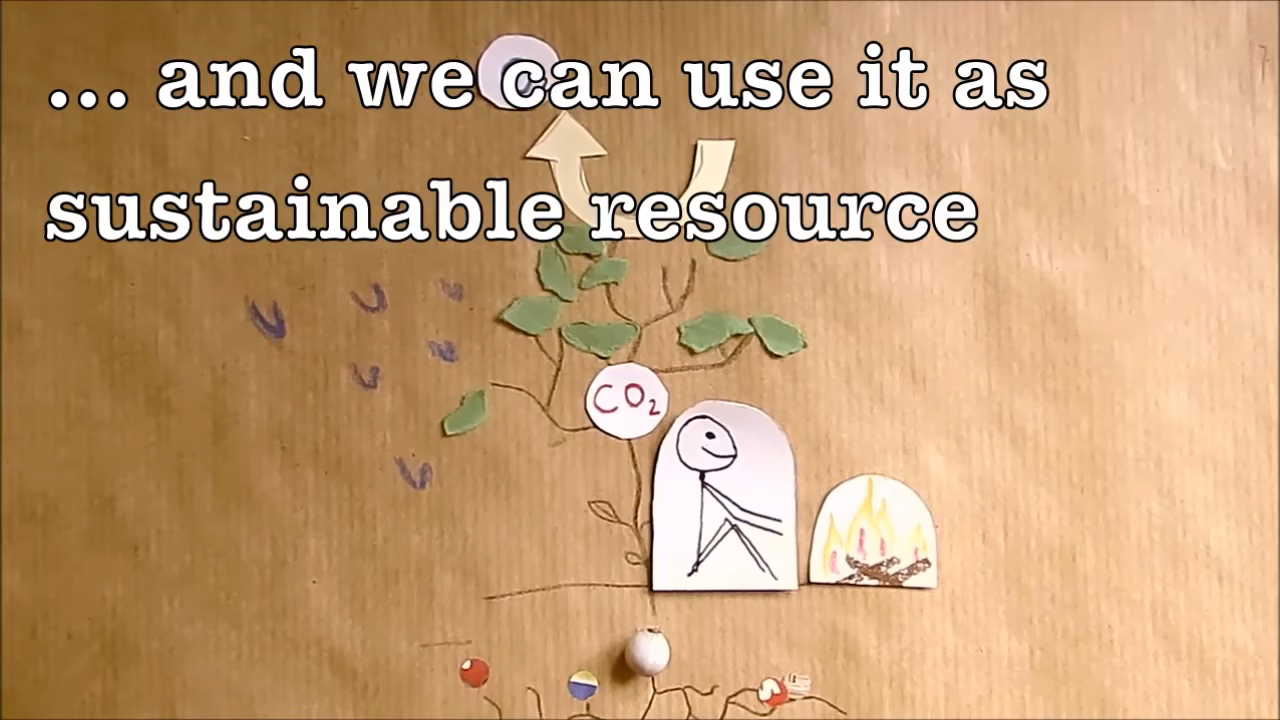 ... and we can use it as
sustainable resource
CO₂